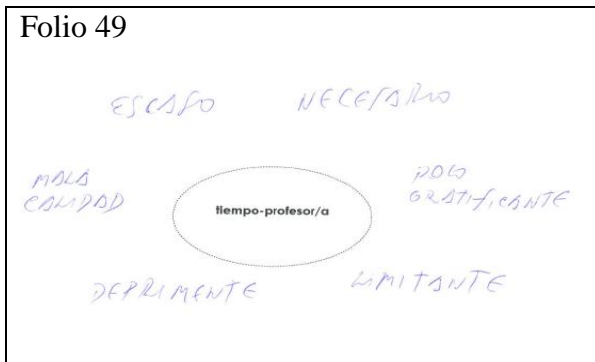 Folio 49
ESCASO
NECESARIO
MALA
CALIDAD
tiempo-profesor/a
POCO
GRATIFICANTE
DEPRIMENTE
LIMITANTE